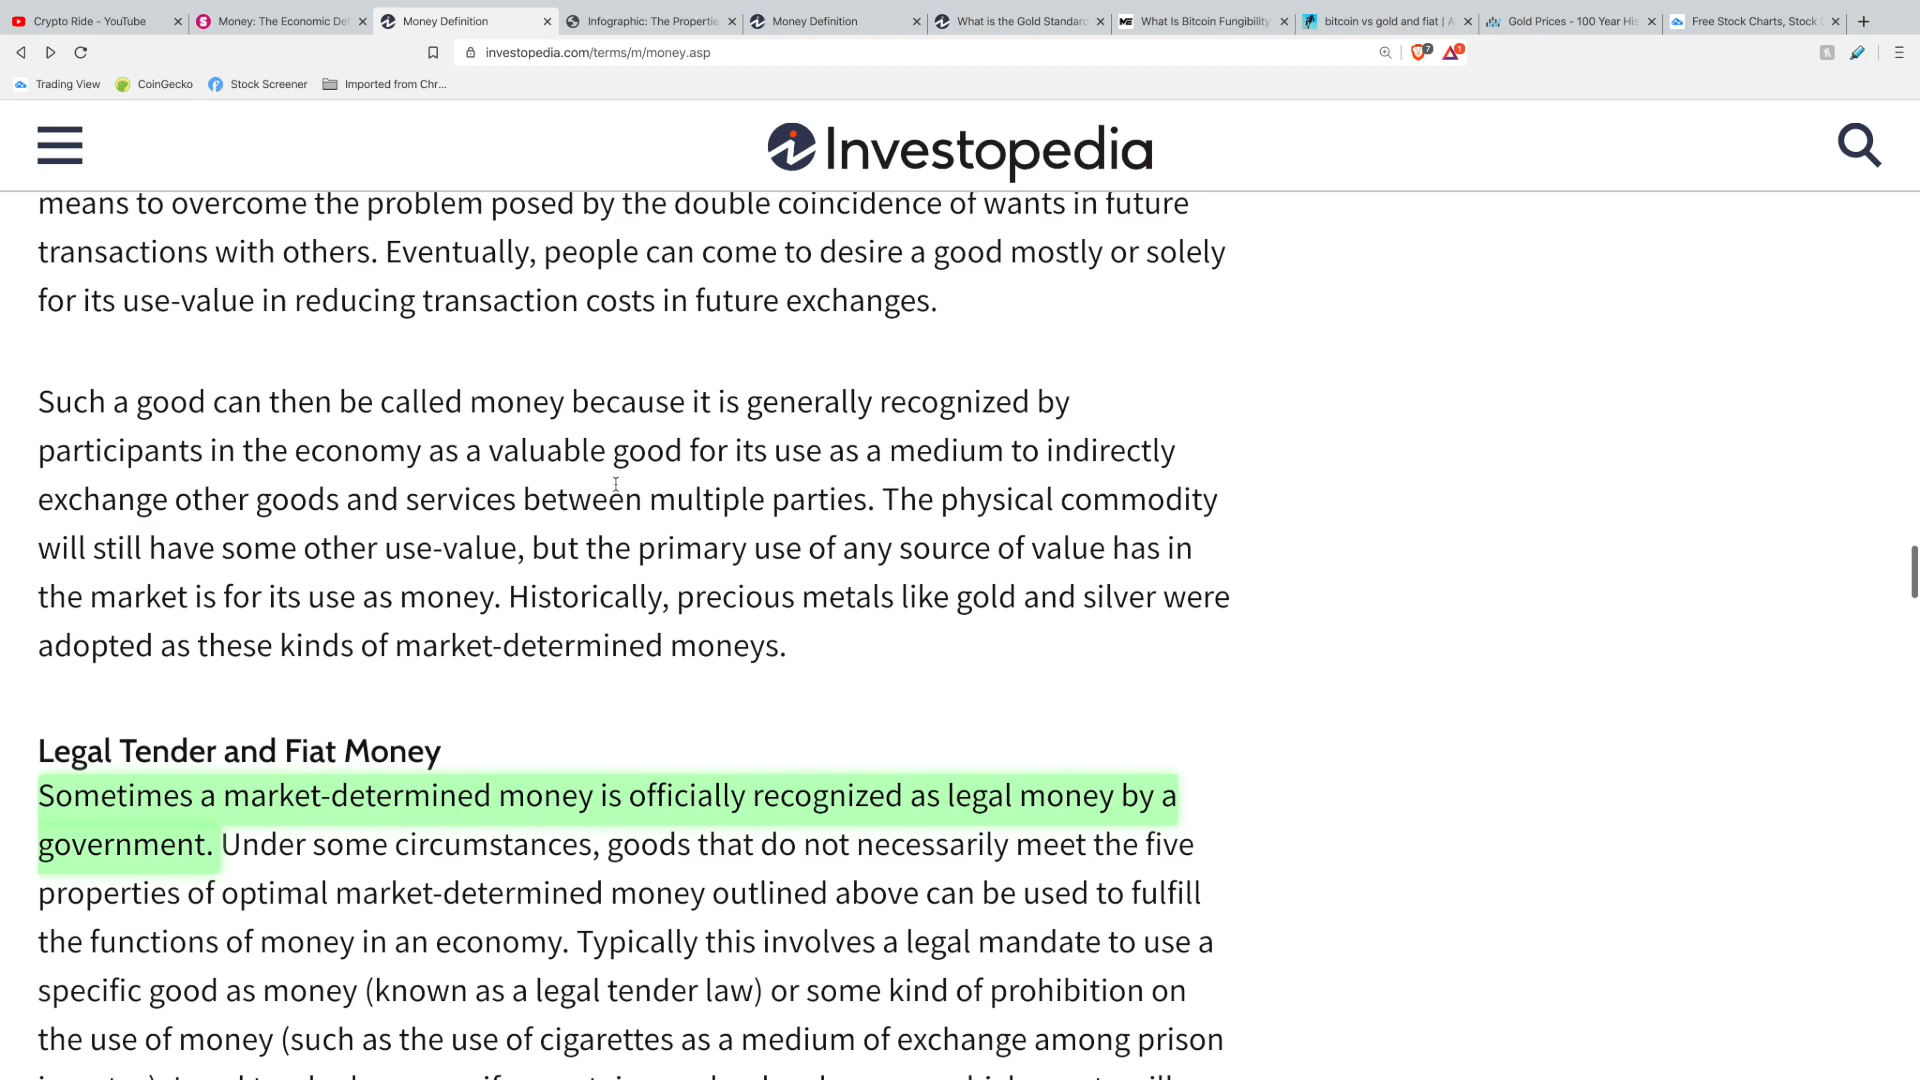 Crypto Ride - YouTube
Money: The Economic De
Money Definition
Infographic: The Propertie
Money Definition
What is the Gold Standard
What Is Bitcoin Fungibility
bitcoin vs gold and fiat | A
Gold Prices - 100 Year His
Free Stock Charts, Stock
investopedia.com/terms/m/money.asp
7
1
Trading View
CoinGecko
Stock Screener
Imported from Chr...
Investopedia
means to overcome the problem posed by the double coincidence of wants in future
transactions with others. Eventually, people can come to desire a good mostly or solely
for its use-value in reducing transaction costs in future exchanges.
Such a good can then be called money because it is generally recognized by
participants in the economy as a valuable good for its use as a medium to indirectly
exchange other goods and services between multiple parties. The physical commodity
will still have some other use-value, but the primary use of any source of value has in
the market is for its use as money. Historically, precious metals like gold and silver were
adopted as these kinds of market-determined moneys.
Legal Tender and Fiat Money
Sometimes a market-determined money is officially recognized as legal money by a
government. Under some circumstances, goods that do not necessarily meet the five
properties of optimal market-determined money outlined above can be used to fulfill
the functions of money in an economy. Typically this involves a legal mandate to use a
specific good as money (known as a legal tender law) or some kind of prohibition on
the use of money (such as the use of cigarettes as a medium of exchange among prison